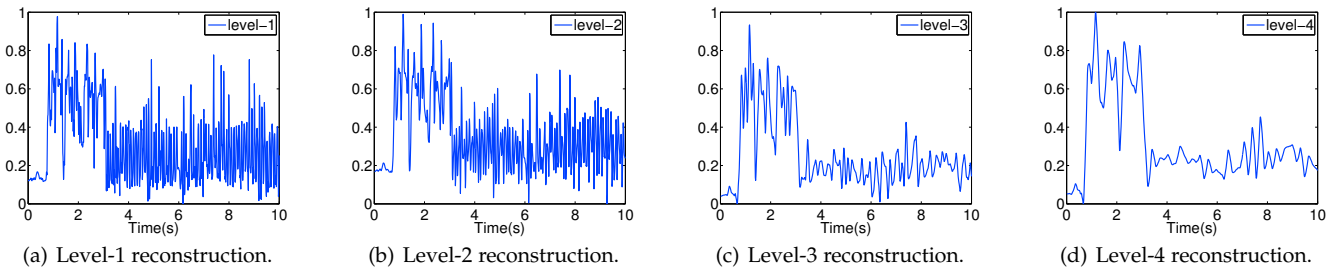 level-1
1
0.8
0.6
0.4
0.2
0
0 2 4 6 8 10
Time(s)
(a) Level-1 reconstruction.
level-2
1
0.8
0.6
0.4
0.2
0
0 2 4 6 8 10
Time(s)
(b) Level-2 reconstruction.
level-3
1
0.8
0.6
0.4
0.2
0
0 2 4 6 8 10
Time(s)
(c) Level-3 reconstruction.
level-4
1
0.8
0.6
0.4
0.2
0
0 2 4 6 8 10
Time(s)
(d) Level-4 reconstruction.